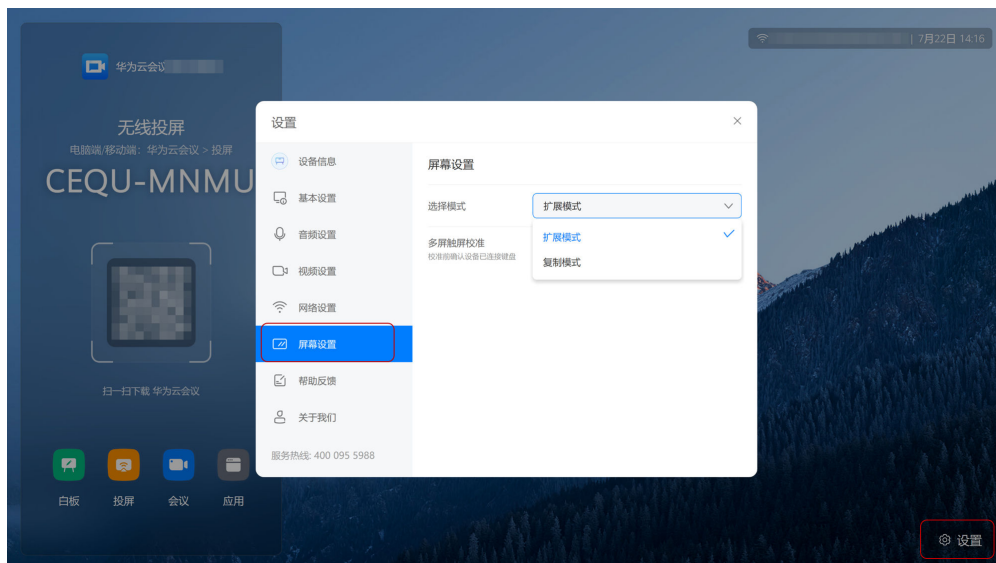 华为云会议
| 7月22日 14:16
无线投屏
电脑端/移动端：华为云会议 > 投屏
CEQU-MNMU
扫一扫下载 华为云会议
白板
投屏
会议
应用
设置
设备信息
基本设置
音频设置
视频设置
网络设置
屏幕设置
帮助反馈
关于我们
服务热线: 400 095 5988
屏幕设置
选择模式
扩展模式
扩展模式
复制模式
多屏触屏校准
校准前确认设备已连接键盘
设置